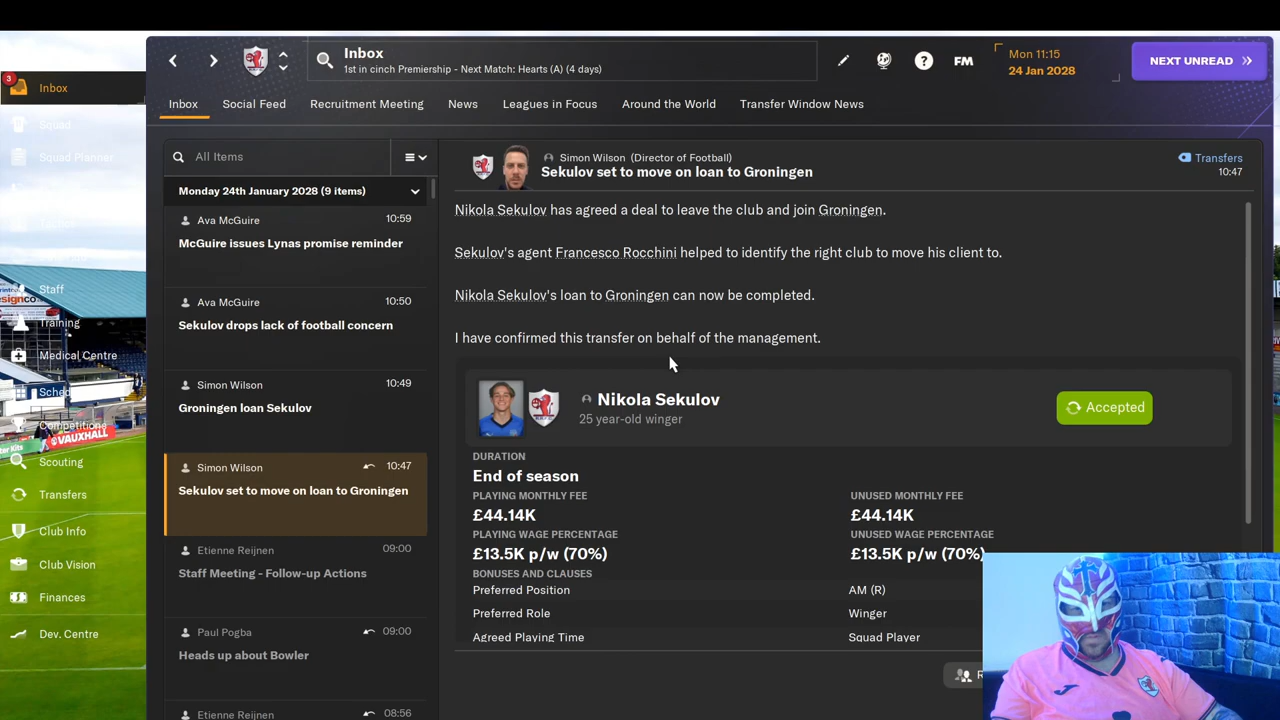 Inbox
1st in cinch Premiership - Next Match: Hearts (A) (4 days)
FM
Mon 11:15
24 Jan 2028
NEXT UNREAD
3
Inbox
Squad
Squad Planner
Staff
Training
Medical Centre
Sched
Competitions
VAUXHALL
Scouting
Transfers
Club Info
Club Vision
Finances
Dev. Centre
Inbox
Social Feed
Recruitment Meeting
News
Leagues in Focus
Around the World
Transfer Window News
All Items
Monday 24th January 2028 (9 items)
Ava McGuire 10:59
McGuire issues Lynas promise reminder
Ava McGuire 10:50
Sekulov drops lack of football concern
Simon Wilson 10:49
Groningen loan Sekulov
Simon Wilson 10:47
Sekulov set to move on loan to Groningen
Etienne Reijnen 09:00
Staff Meeting - Follow-up Actions
Paul Pogba 09:00
Heads up about Bowler
Etienne Reijnen 08:56
Simon Wilson (Director of Football)
Sekulov set to move on loan to Groningen
Transfers
10:47
Nikola Sekulov has agreed a deal to leave the club and join Groningen.
Sekulov's agent Francesco Rocchini helped to identify the right club to move his client to.
Nikola Sekulov's loan to Groningen can now be completed.
I have confirmed this transfer on behalf of the management.
Nikola Sekulov
25 year-old winger
Accepted
DURATION
End of season
PLAYING MONTHLY FEE
£44.14K
UNUSED MONTHLY FEE
£44.14K
PLAYING WAGE PERCENTAGE
£13.5K p/w (70%)
UNUSED WAGE PERCENTAGE
£13.5K p/w (70%)
BONUSES AND CLAUSES
Preferred Position AM (R)
Preferred Role Winger
Agreed Playing Time Squad Player